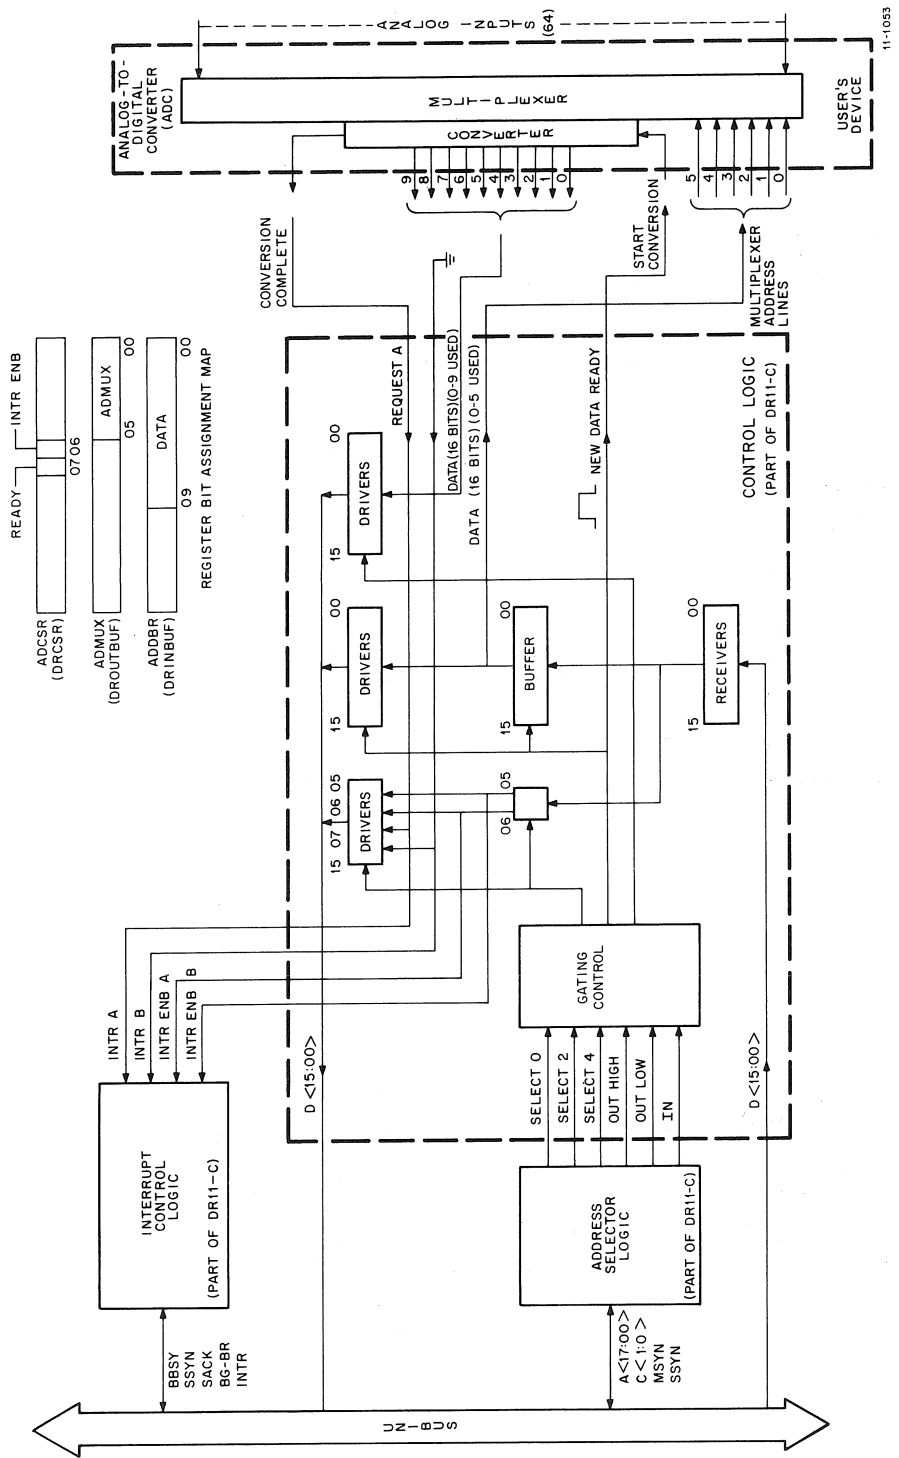 READY
INTR ENB
ADCSR
(DRCSR)
07 06
ADMUX
(DROUTBUF)
ADMUX
05
00
ADDBR
(DRINBUF)
DATA
09
00
REGISTER BIT ASSIGNMENT MAP
UNIBUS
BBSY
SSYN
SACK
BG-BR
INTR
INTERRUPT
CONTROL
LOGIC
(PART OF DR11-C)
INTR A
INTR B
INTR ENB A
INTR ENB B
D <15:00>
A<17:00>
C<1:0>
MSYN
SSYN
ADDRESS
SELECTOR
LOGIC
(PART OF DR11-C)
SELECT 0
SELECT 2
SELECT 4
OUT HIGH
OUT LOW
IN
D <15:00>
GATING
CONTROL
15 07 06 05
DRIVERS
06
05
15
DRIVERS
00
15
BUFFER
00
15
RECEIVERS
00
15
DRIVERS
00
REQUEST A
DATA (16 BITS)(0-9 USED)
DATA (16 BITS) (0-5 USED)
NEW DATA READY
CONTROL LOGIC
(PART OF DR11-C)
CONVERSION
COMPLETE
START
CONVERSION
MULTIPLEXER
ADDRESS
LINES
ANALOG-TO-
DIGITAL
CONVERTER
(ADC)
9
8
7
6
5
4
3
2
1
0
5
4
3
2
1
0
CONVERTER
MULTIPLEXER
USER'S
DEVICE
ANALOG INPUTS (64)
11-1053